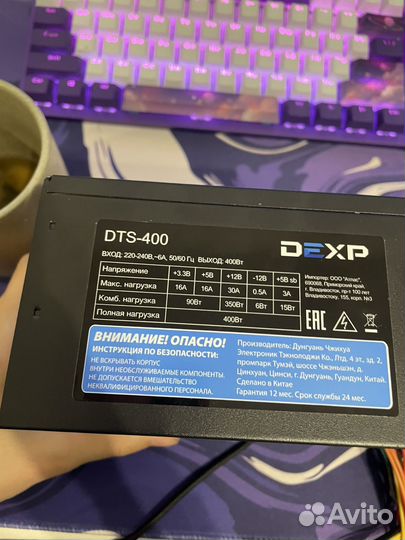 DTS-400
DEXP
ВХОД: 220-240В,~6А, 50/60 Гц ВЫХОД: 400Вт
Напряжение +3.3В +5В +12В -12В +5В sb
Макс. нагрузка 16А 16А 30А 0.5А 3А
Комб. нагрузка 90Вт 350Вт 6Вт 15Вт
Полная нагрузка 400Вт
Импортер: ООО "Атлас",
690068, Приморский край,
г. Владивосток, пр-т 100 лет
Владивостоку, 155, корп. №3
EAC
ВНИМАНИЕ! ОПАСНО!
ИНСТРУКЦИЯ ПО БЕЗОПАСНОСТИ:
НЕ ВСКРЫВАТЬ КОРПУС
ВНУТРИ НЕОБСЛУЖИВАЕМЫЕ КОМПОНЕНТЫ
НЕ ДОПУСКАЕТСЯ ВМЕШАТЕЛЬСТВО
НЕКВАЛИФИЦИРОВАННОГО ПЕРСОНАЛА.
Производитель: Дунгуань Чжихуа
Электроник Тэкнолоджи Ко., Лтд. 4 эт., зд. 2,
промпарк Тумэй, шоссе Чжэньшэн, д.
Цинхуан, Цинси, г. Дунгуань, Гуандун, Китай.
Сделано в Китае
Гарантия 12 мес. Срок службы 24 мес.
Avito